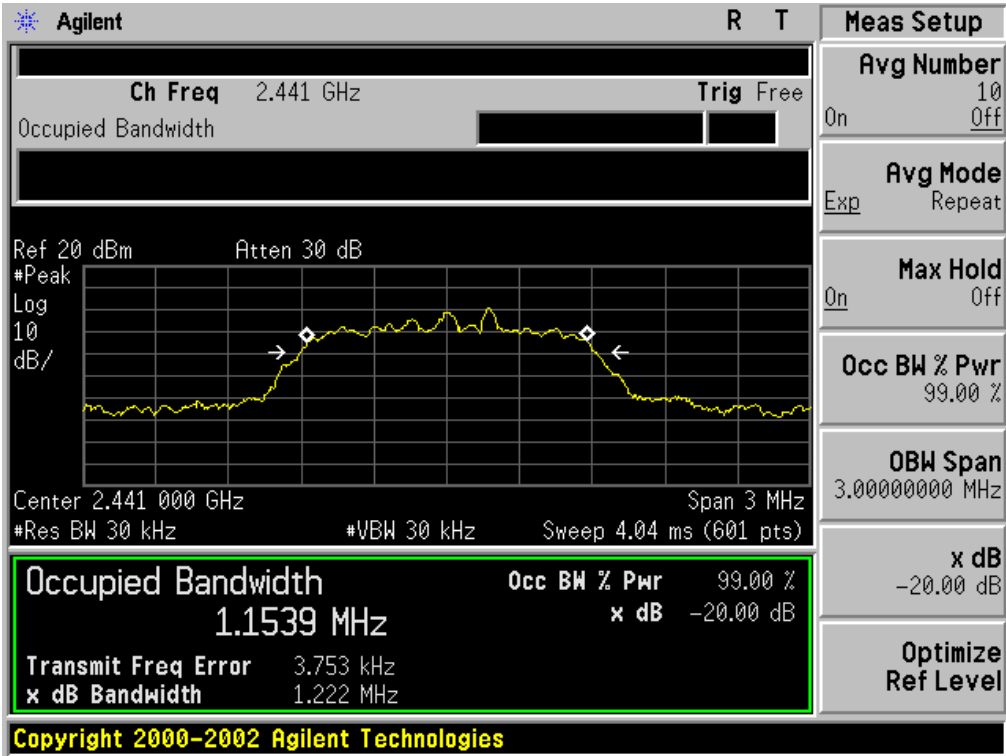 Agilent R T
Meas Setup
Ch Freq 2.441 GHz Trig Free
Occupied Bandwidth
Ref 20 dBm Atten 30 dB
#Peak
Log
10
dB/
Center 2.441 000 GHz Span 3 MHz
#Res BW 30 kHz #VBW 30 kHz Sweep 4.04 ms (601 pts)
Occupied Bandwidth Occ BW % Pwr 99.00 %
1.1539 MHz x dB -20.00 dB
Transmit Freq Error 3.753 kHz
x dB Bandwidth 1.222 MHz
Avg Number
10
On Off
Avg Mode
Exp Repeat
Max Hold
On Off
Occ BW % Pwr
99.00 %
OBW Span
3.00000000 MHz
x dB
-20.00 dB
Optimize
Ref Level
Copyright 2000-2002 Agilent Technologies